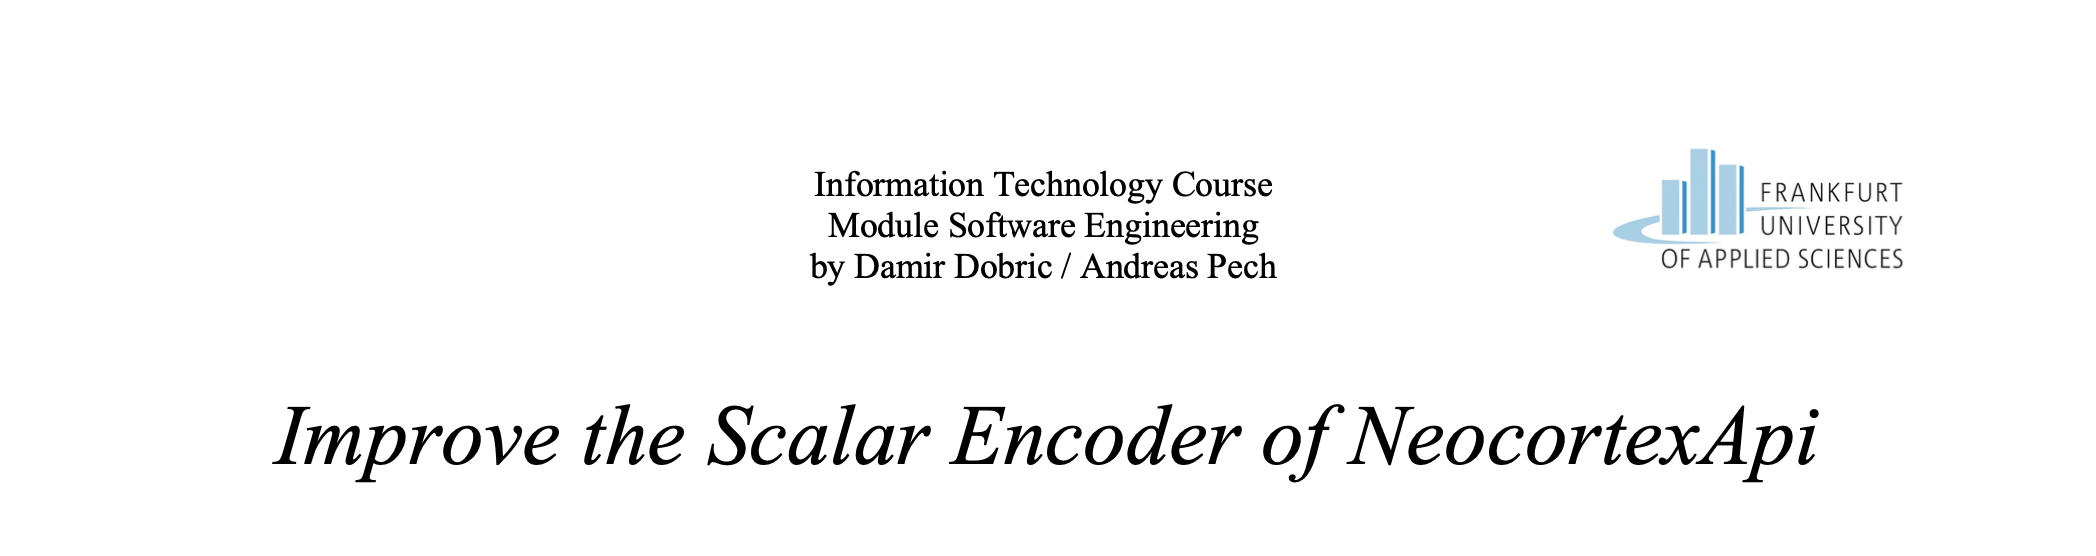 Information Technology Course
Module Software Engineering
by Damir Dobric / Andreas Pech
FRANKFURT
UNIVERSITY
OF APPLIED SCIENCES
Improve the Scalar Encoder of NeocortexApi